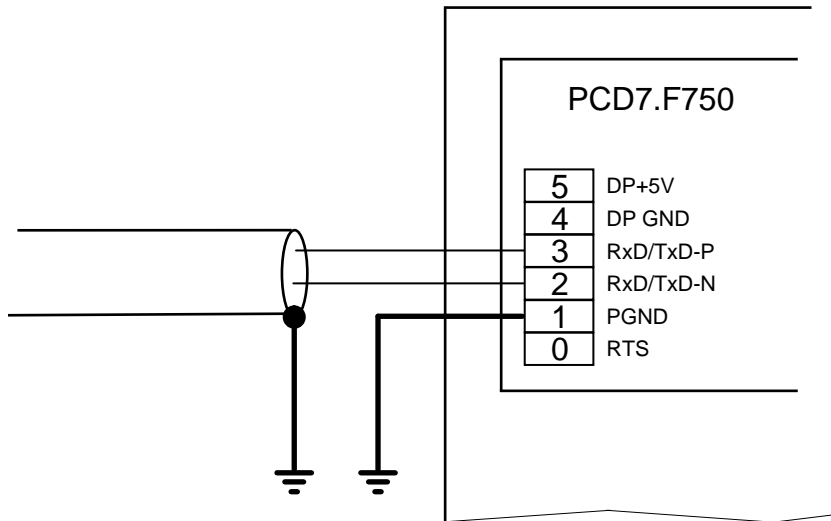 PCD7.F750
5 DP+5V
4 DP GND
3 RxD/TxD-P
2 RxD/TxD-N
1 PGND
0 RTS